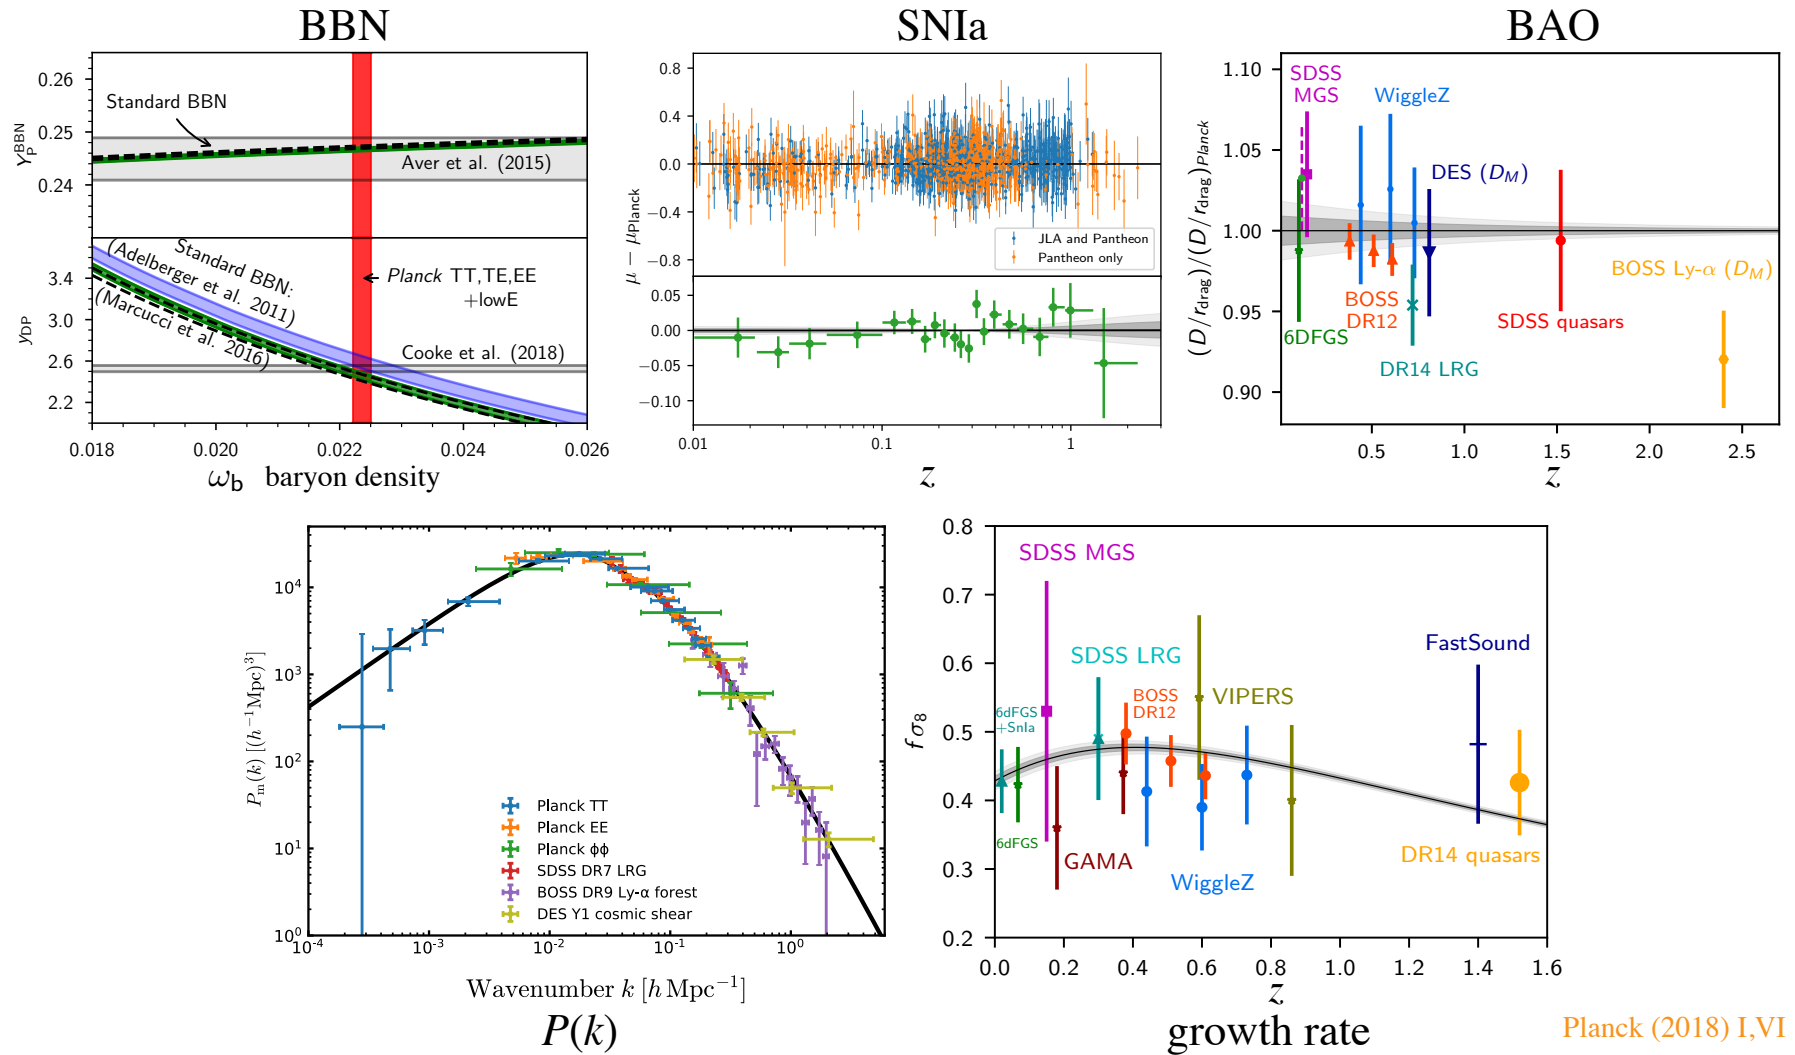 BBN
SNIa
BAO
0.26
0.25
0.24
Y_P^BBN
Standard BBN
Aver et al. (2015)
3.4
3.0
2.6
2.2
y_DP
Standard BBN:
(Adelberger et al. 2011)
(Marcucci et al. 2016)
Planck TT,TE,EE
+lowE
Cooke et al. (2018)
0.018
0.020
0.022
0.024
0.026
ω_b baryon density
0.8
0.4
0.0
−0.4
−0.8
μ − μ_Planck
JLA and Pantheon
Pantheon only
0.05
0.00
−0.05
−0.10
0.01
0.1
1
z
1.10
1.05
1.00
0.95
0.90
(D/r_drag)/(D/r_drag)_Planck
SDSS
MGS
WiggleZ
DES (D_M)
BOSS Ly-α (D_M)
BOSS
DR12
6DFGS
SDSS quasars
DR14 LRG
0.5
1.0
1.5
2.0
2.5
z
10^4
10^3
10^2
10^1
10^0
P_m(k) [(h^−1 Mpc)^3]
Planck TT
Planck EE
Planck ϕϕ
SDSS DR7 LRG
BOSS DR9 Ly-α forest
DES Y1 cosmic shear
10^-4
10^-3
10^-2
10^-1
10^0
Wavenumber k [h Mpc^−1]
P(k)
0.8
0.7
0.6
0.5
0.4
0.3
0.2
fσ_8
SDSS MGS
SDSS LRG
FastSound
6dFGS
+SnIa
BOSS
DR12
VIPERS
6dFGS
GAMA
WiggleZ
DR14 quasars
0.0
0.2
0.4
0.6
0.8
1.0
1.2
1.4
1.6
z
growth rate
Planck (2018) I,VI